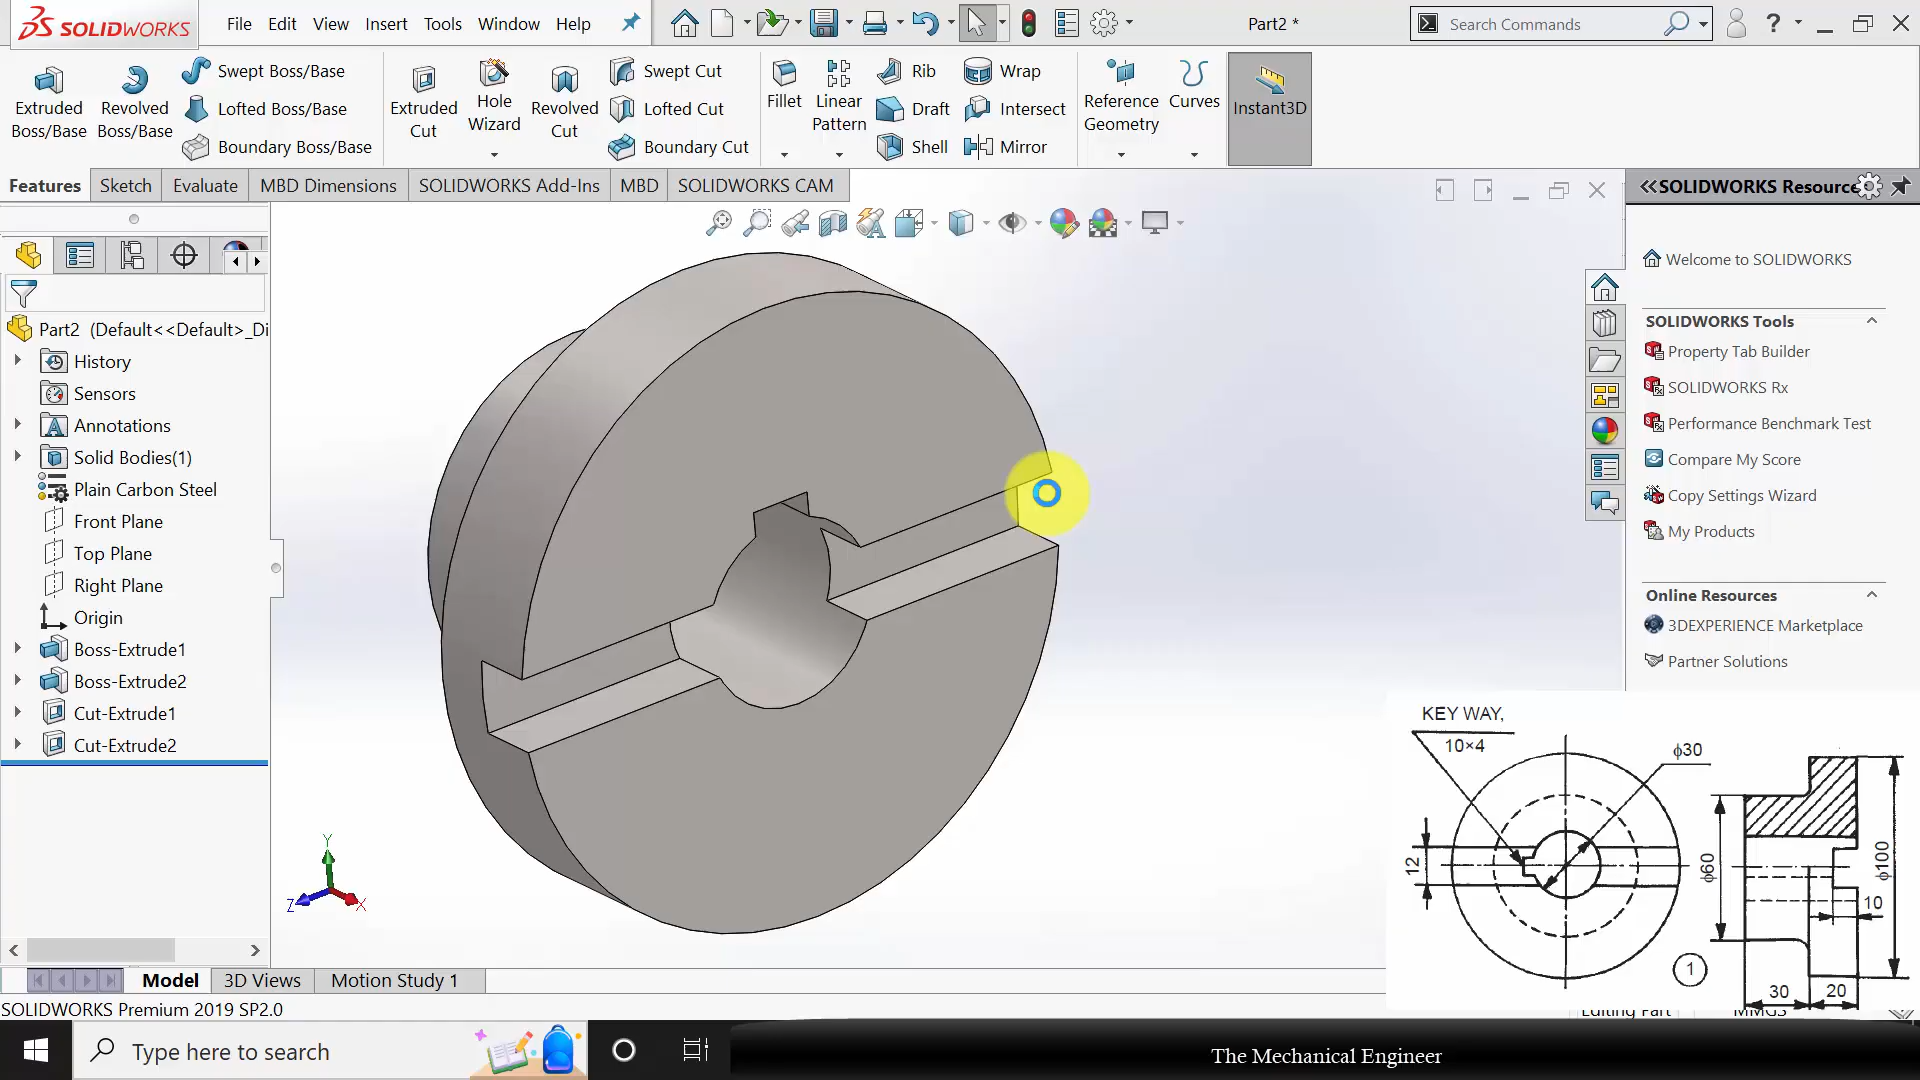 SOLIDWORKS
File Edit View Insert Tools Window Help
Part2 *
Search Commands
Extruded Boss/Base
Revolved Boss/Base
Swept Boss/Base
Lofted Boss/Base
Boundary Boss/Base
Extruded Cut
Hole Wizard
Revolved Cut
Swept Cut
Lofted Cut
Boundary Cut
Fillet
Linear Pattern
Rib
Draft
Shell
Wrap
Intersect
Mirror
Reference Geometry
Curves
Instant3D
Features Sketch Evaluate MBD Dimensions SOLIDWORKS Add-Ins MBD SOLIDWORKS CAM
SOLIDWORKS Resource
Part2 (Default<<Default>_Di
History
Sensors
Annotations
Solid Bodies(1)
Plain Carbon Steel
Front Plane
Top Plane
Right Plane
Origin
Boss-Extrude1
Boss-Extrude2
Cut-Extrude1
Cut-Extrude2
Y
Z
X
Welcome to SOLIDWORKS
SOLIDWORKS Tools
Property Tab Builder
SOLIDWORKS Rx
Performance Benchmark Test
Compare My Score
Copy Settings Wizard
My Products
Online Resources
3DEXPERIENCE Marketplace
Partner Solutions
KEY WAY,
10×4
ϕ30
12
ϕ60
ϕ100
10
1
30
20
Model 3D Views Motion Study 1
SOLIDWORKS Premium 2019 SP2.0
Editing Part
MMGS
Type here to search
The Mechanical Engineer